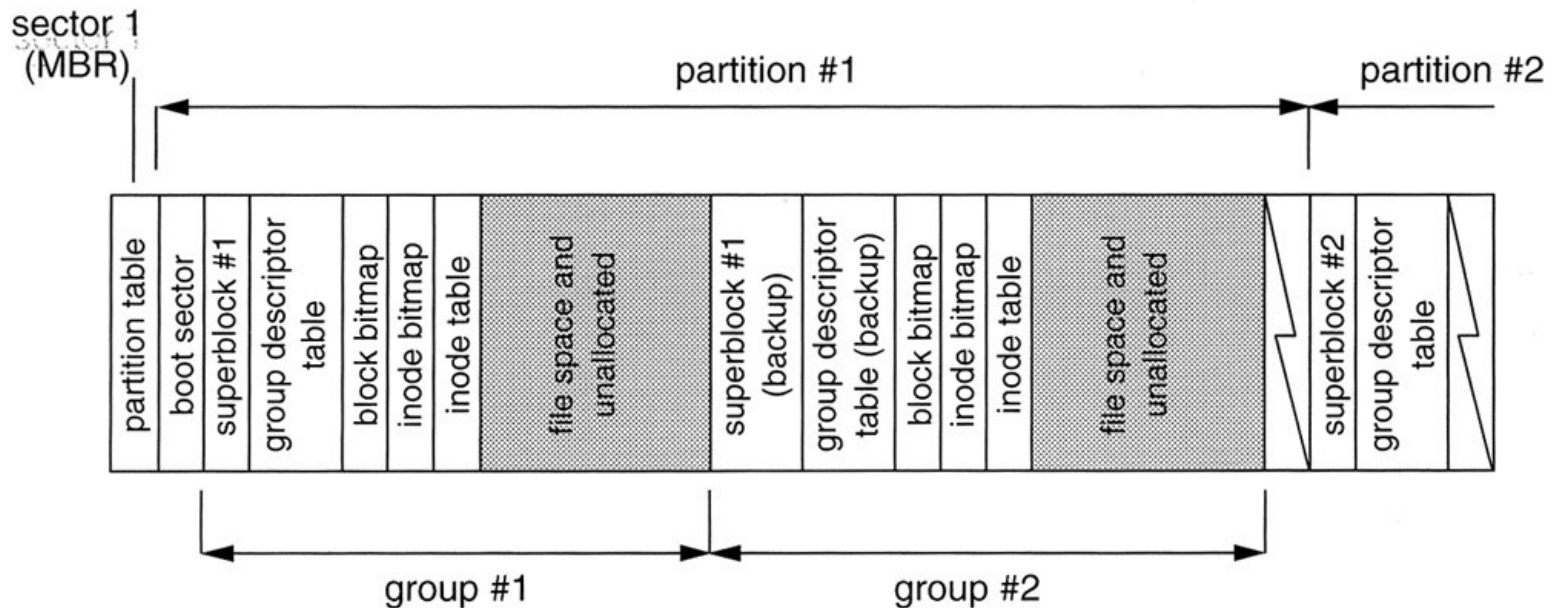 sector 1
(MBR)
partition #1
partition #2
partition table
boot sector
superblock #1
group descriptor
table
block bitmap
inode bitmap
inode table
file space and
unallocated
superblock #1
(backup)
group descriptor
table (backup)
block bitmap
inode bitmap
inode table
file space and
unallocated
superblock #2
group descriptor
table
group #1
group #2